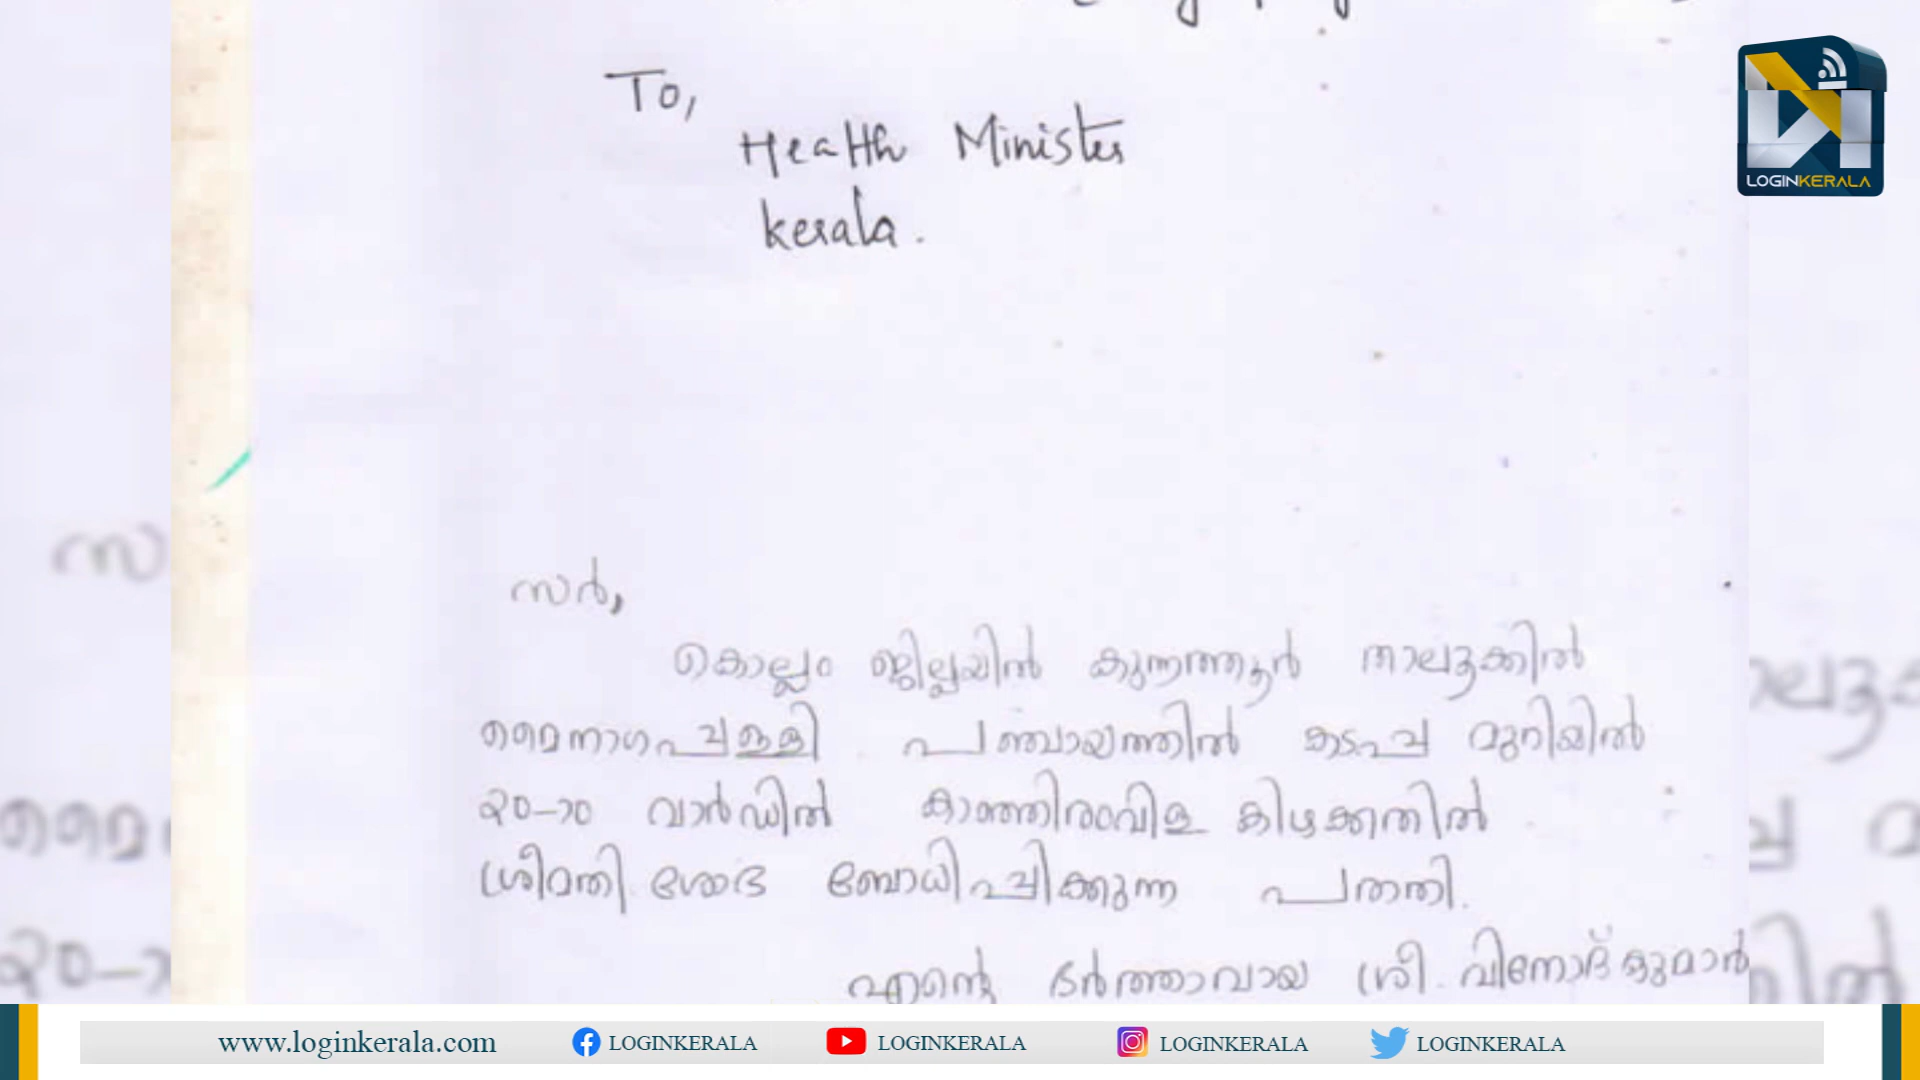 To,
Health Minister
Kerala.
LOGINKERALA
സർ,
കൊല്ലം ജില്ലയിൽ കുന്നത്തൂർ താലൂക്കിൽ
മൈനാഗപ്പള്ളി പഞ്ചായത്തിൽ കടപ്പ മുറിയിൽ
20-ാo വാർഡിൽ കാഞ്ഞിരംവിള കിഴക്കതിൽ
ശ്രീമതി ശോഭ ബോധിപ്പിക്കുന്ന പരാതി.
എന്റെ ഭർത്താവായ ശ്രീ. വിനോദ്കുമാർ
www.loginkerala.com LOGINKERALA LOGINKERALA LOGINKERALA LOGINKERALA